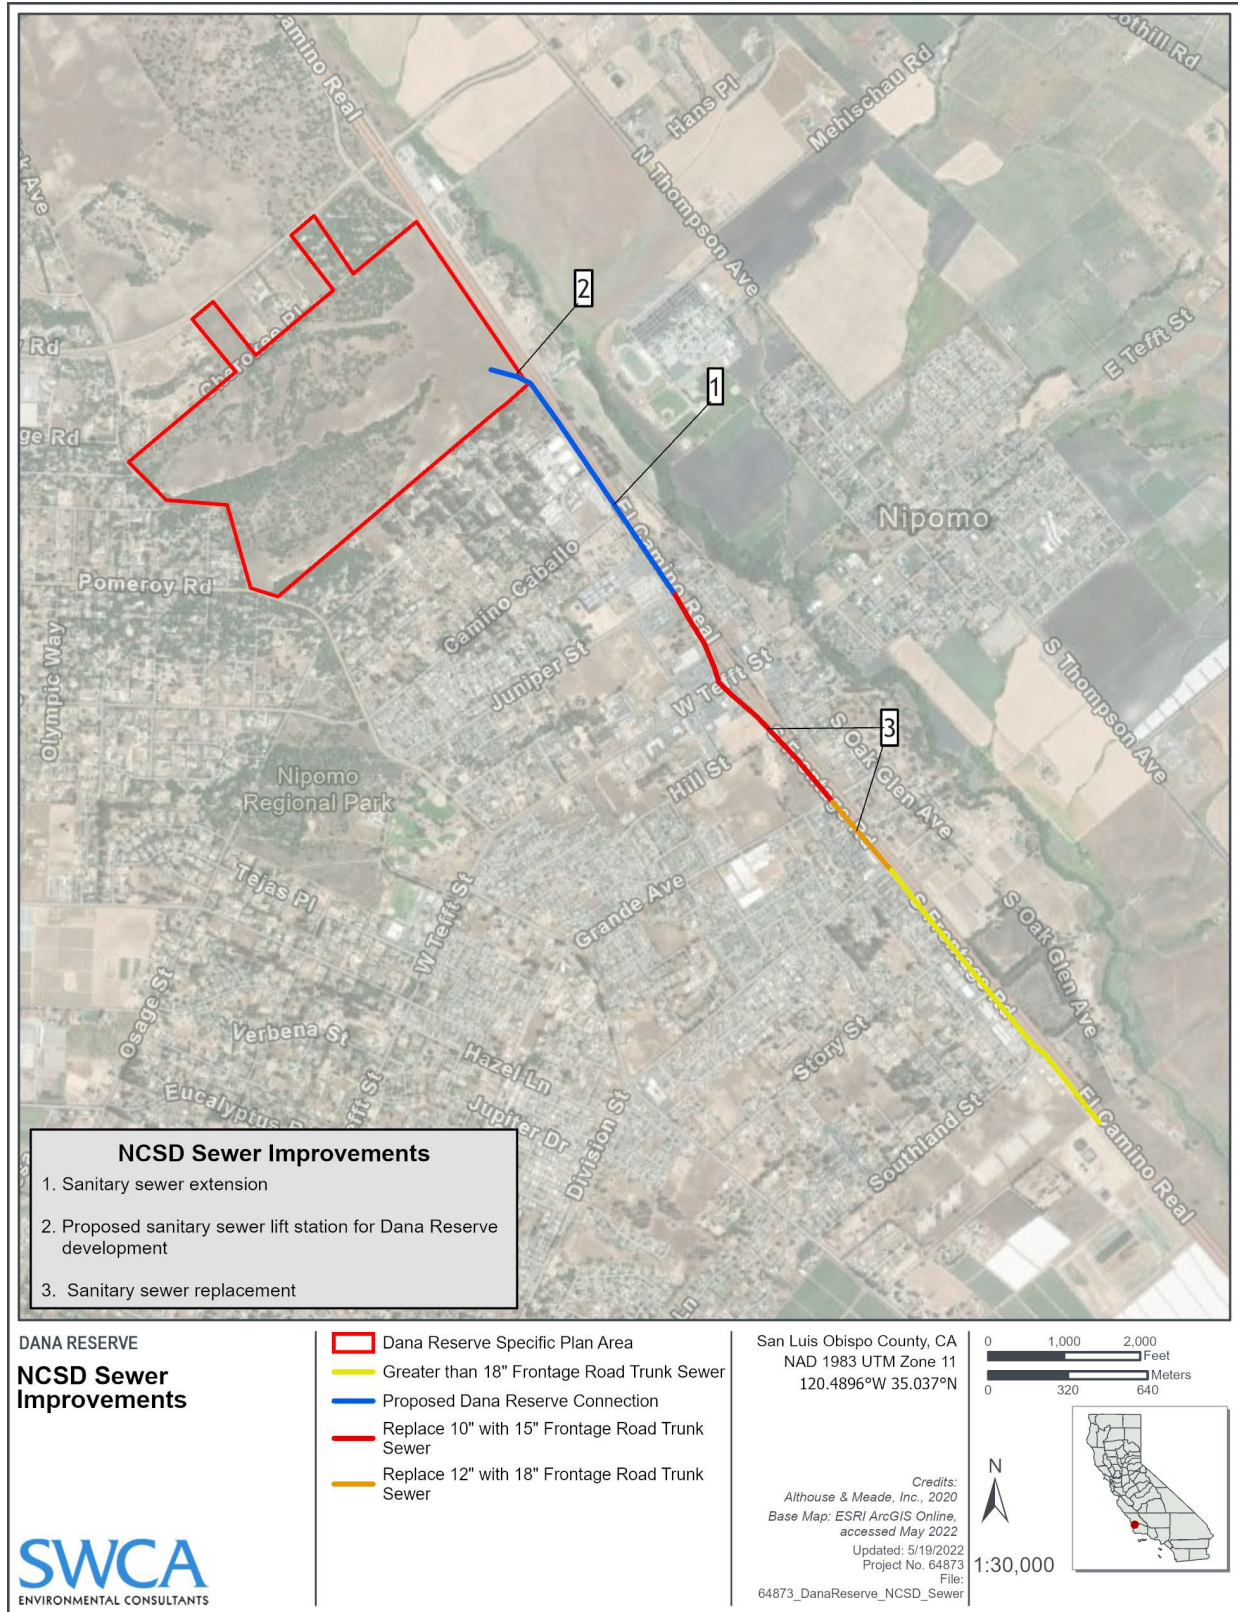 Camino Real
oothill Rd
Hans Pl
Mehlschau Rd
N Thompson Ave
Ave
2
1
E Tefft St
Rd
Cherokee Pl
ge Rd
Nipomo
El Camino Real
Pomeroy Rd
Camino Caballo
Juniper St
W Tefft St
Olympic Way
S Thompson Ave
3
S Oak Glen Ave
S Frontage Rd
Nipomo
Regional Park
Hill St
Tejas Pl
W Tefft St
Grande Ave
S Frontage Rd
S Oak Glen Ave
Osage St
Verbena St
Hazel Ln
Story St
Eucalyptus
fft St
Jupiter Dr
Division St
Southland St
El Camino Real
Ln
NCSD Sewer Improvements
1. Sanitary sewer extension
2. Proposed sanitary sewer lift station for Dana Reserve
development
3. Sanitary sewer replacement
DANA RESERVE
NCSD Sewer
Improvements
SWCA
ENVIRONMENTAL CONSULTANTS
Dana Reserve Specific Plan Area
Greater than 18" Frontage Road Trunk Sewer
Proposed Dana Reserve Connection
Replace 10" with 15" Frontage Road Trunk
Sewer
Replace 12" with 18" Frontage Road Trunk
Sewer
San Luis Obispo County, CA
NAD 1983 UTM Zone 11
120.4896°W 35.037°N
Credits:
Althouse & Meade, Inc., 2020
Base Map: ESRI ArcGIS Online,
accessed May 2022
Updated: 5/19/2022
Project No. 64873
File:
64873_DanaReserve_NCSD_Sewer
0 1,000 2,000
Feet
Meters
0 320 640
N
1:30,000